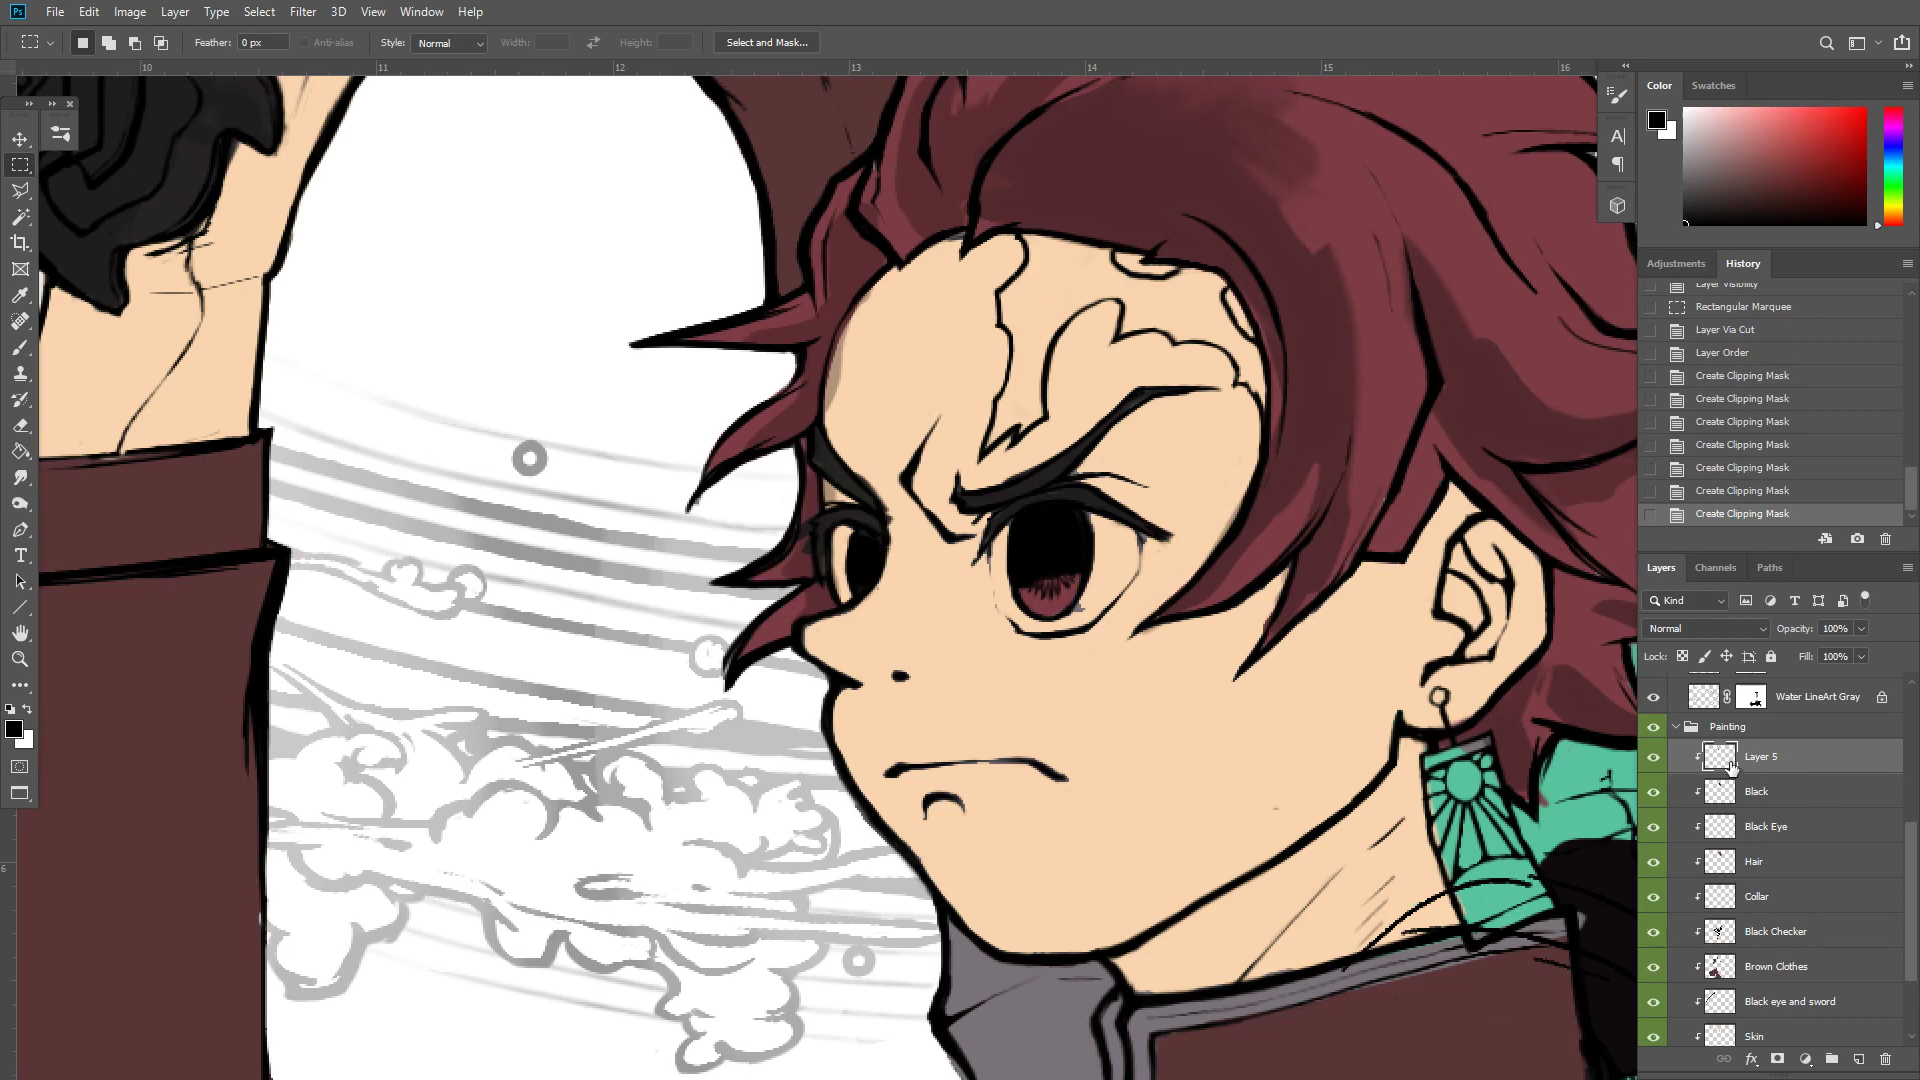 Ps File Edit Image Layer Type Select Filter 3D View Window Help
Feather: 0 px Anti-alias Style: Normal Width: Height: Select and Mask...
10 11 12 13 14 15 16
6
Color Swatches
Adjustments History
Layer Visibility
Rectangular Marquee
Layer Via Cut
Layer Order
Create Clipping Mask
Create Clipping Mask
Create Clipping Mask
Create Clipping Mask
Create Clipping Mask
Create Clipping Mask
Create Clipping Mask
Layers Channels Paths
Kind
Normal Opacity: 100%
Lock: Fill: 100%
Water LineArt Gray
Painting
Layer 5
Black
Black Eye
Hair
Collar
Black Checker
Brown Clothes
Black eye and sword
Skin